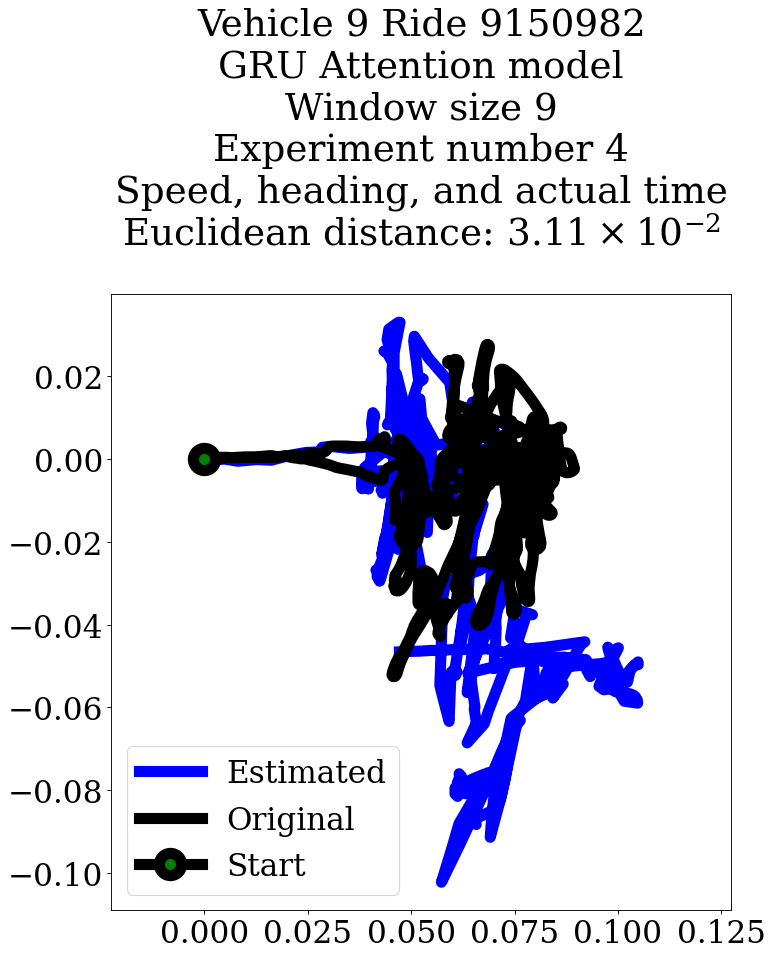 Vehicle 9 Ride 9150982
GRU Attention model
Window size 9
Experiment number 4
Speed, heading, and actual time
Euclidean distance: 3.11 × 10⁻²
0.02
0.00
−0.02
−0.04
−0.06
−0.08
−0.10
Estimated
Original
Start
0.000 0.025 0.050 0.075 0.100 0.125